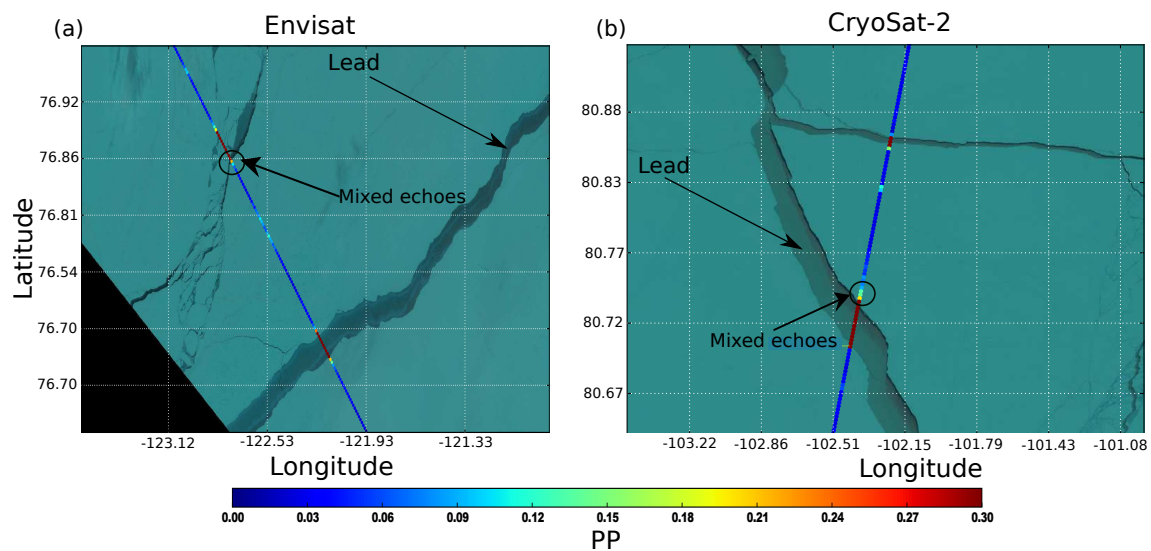 (a) Envisat
(b) CryoSat-2
Latitude
76.92
76.86
76.81
76.54
76.70
76.70
Lead
Mixed echoes
-123.12 -122.53 -121.93 -121.33
Longitude
80.88
80.83
80.77
80.72
80.67
Lead
Mixed echoes
-103.22 -102.86 -102.51 -102.15 -101.79 -101.43 -101.08
Longitude
0.00 0.03 0.06 0.09 0.12 0.15 0.18 0.21 0.24 0.27 0.30
PP